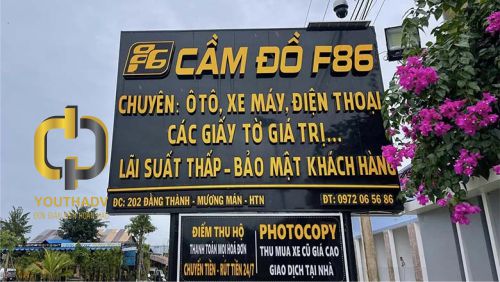 CẦM ĐỒ F86
CHUYÊN: ÔTÔ, XE MÁY, ĐIỆN THOẠI
CÁC GIẤY TỜ GIÁ TRỊ...
LÃI SUẤT THẤP - BẢO MẬT KHÁCH HÀNG
ĐC: 202 ĐẶNG THÀNH - MƯƠNG MÁN - HTN
ĐT: 0972 06 56 86
YOUTHADV
ĐIỂM THU HỘ
THANH TOÁN MỌI HOÁ ĐƠN
CHUYỂN TIỀN - RÚT TIỀN 24/7
PHOTOCOPY
THU MUA XE CŨ GIÁ CAO
GIAO DỊCH TẠI NHÀ